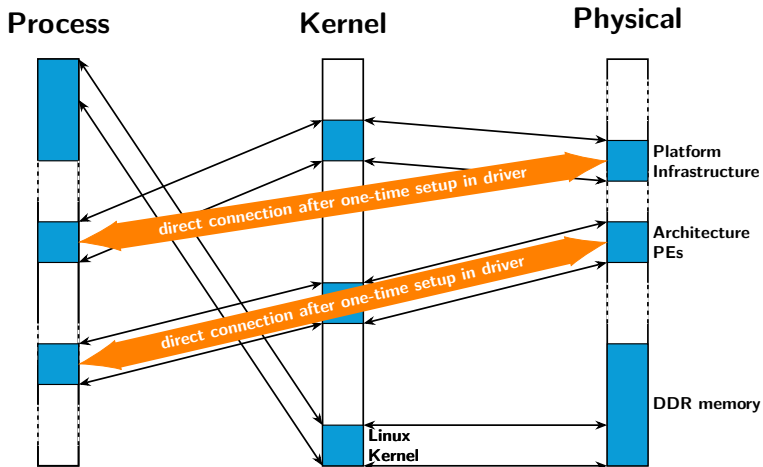 Process
Kernel
Physical
Platform
Infrastructure
direct connection after one-time setup in driver
Architecture
PEs
direct connection after one-time setup in driver
DDR memory
Linux
Kernel